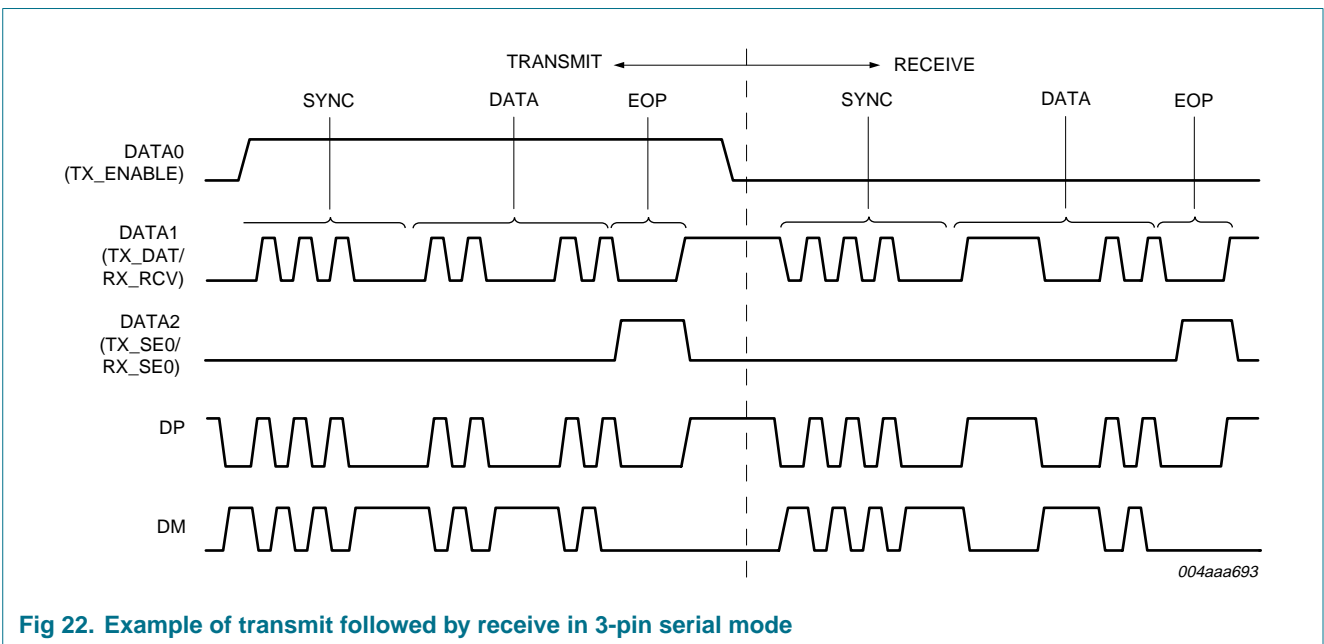 TRANSMIT
RECEIVE
SYNC
DATA
EOP
SYNC
DATA
EOP
DATA0
(TX_ENABLE)
DATA1
(TX_DAT/
RX_RCV)
DATA2
(TX_SE0/
RX_SE0)
DP
DM
004aaa693
Fig 22. Example of transmit followed by receive in 3-pin serial mode